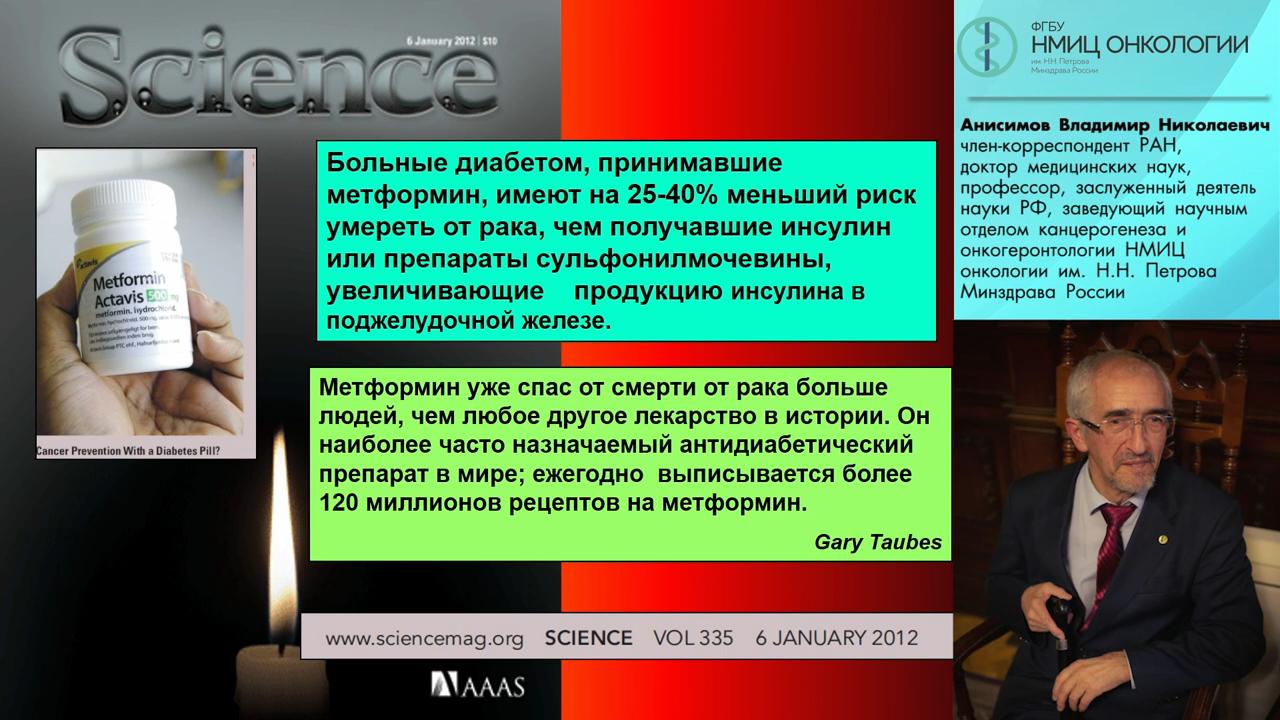 Science
6 January 2012 | $10
Metformin
Actavis 500 mg
metformin. hydrochlorid.
Cancer Prevention With a Diabetes Pill?
Больные диабетом, принимавшие
метформин, имеют на 25-40% меньший риск
умереть от рака, чем получавшие инсулин
или препараты сульфонилмочевины,
увеличивающие продукцию инсулина в
поджелудочной железе.
Метформин уже спас от смерти от рака больше
людей, чем любое другое лекарство в истории. Он
наиболее часто назначаемый антидиабетический
препарат в мире; ежегодно выписывается более
120 миллионов рецептов на метформин.
Gary Taubes
www.sciencemag.org SCIENCE VOL 335 6 JANUARY 2012
AAAS
ФГБУ
НМИЦ ОНКОЛОГИИ
им. Н.Н. Петрова
Минздрава России
Анисимов Владимир Николаевич
член-корреспондент РАН,
доктор медицинских наук,
профессор, заслуженный деятель
науки РФ, заведующий научным
отделом канцерогенеза и
онкогеронтологии НМИЦ
онкологии им. Н.Н. Петрова
Минздрава России